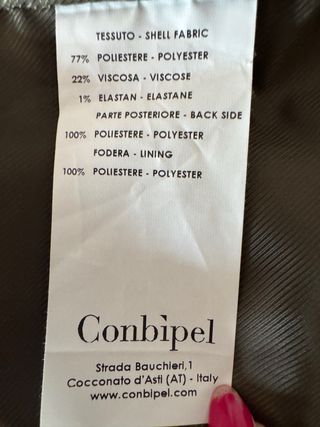 TESSUTO - SHELL FABRIC
77% POLIESTERE - POLYESTER
22% VISCOSA - VISCOSE
1% ELASTAN - ELASTANE
PARTE POSTERIORE - BACK SIDE
100% POLIESTERE - POLYESTER
FODERA - LINING
100% POLIESTERE - POLYESTER
Conbìpel
Strada Bauchieri,1
Cocconato d'Asti (AT) - Italy
www.conbipel.com